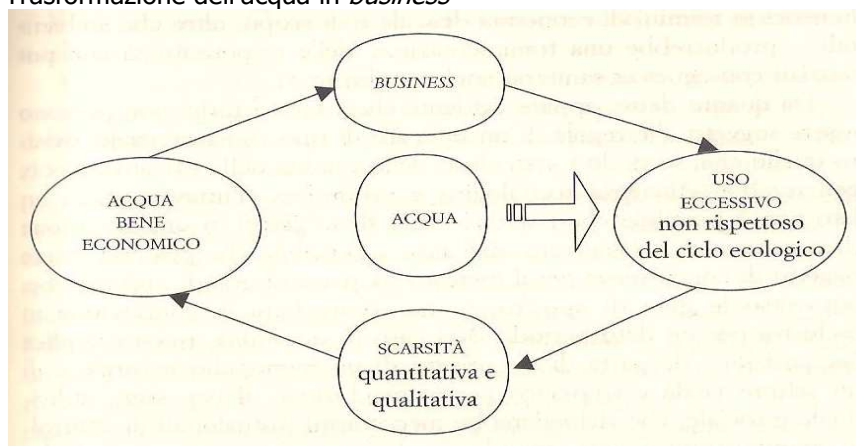 Trasformazione dell'acqua in business
BUSINESS
ACQUA
BENE
ECONOMICO
ACQUA
USO
ECCESSIVO
non rispettoso
del ciclo ecologico
SCARSITÀ
quantitativa e
qualitativa